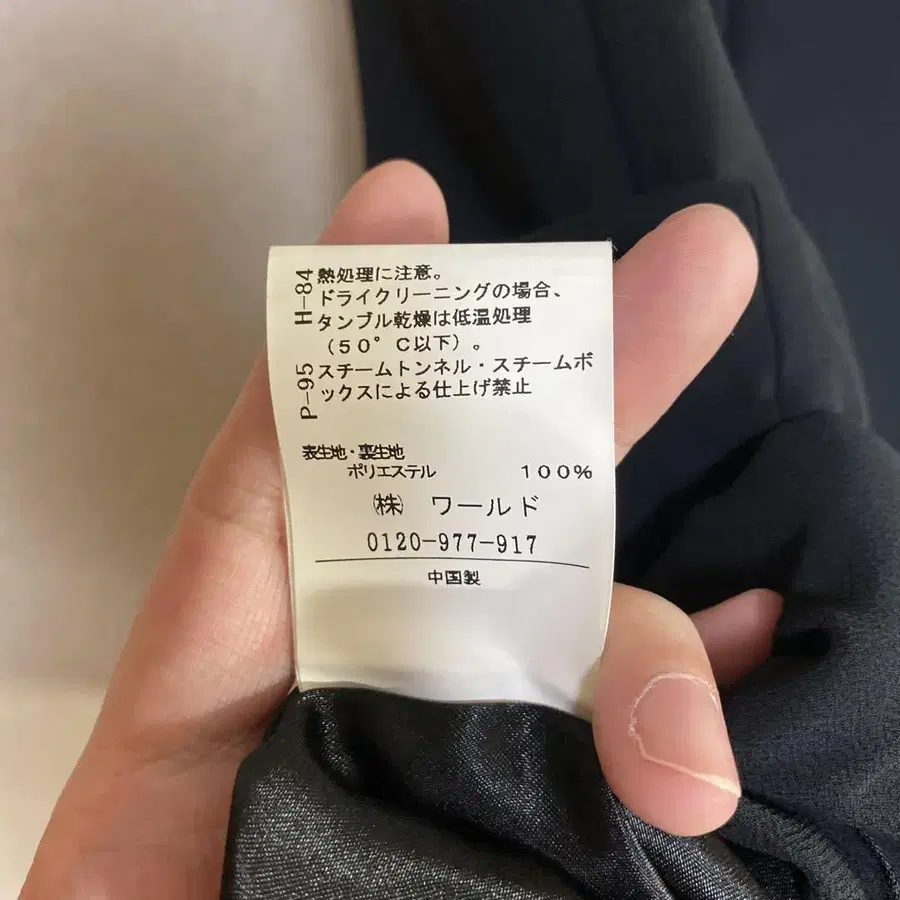 H-84
熱処理に注意。
ドライクリーニングの場合、
タンブル乾燥は低温処理
（50°C以下）。
P-95
スチームトンネル・スチームボ
ックスによる仕上げ禁止
表生地・裏生地
ポリエステル 100%
㈱ ワールド
0120-977-917
中国製